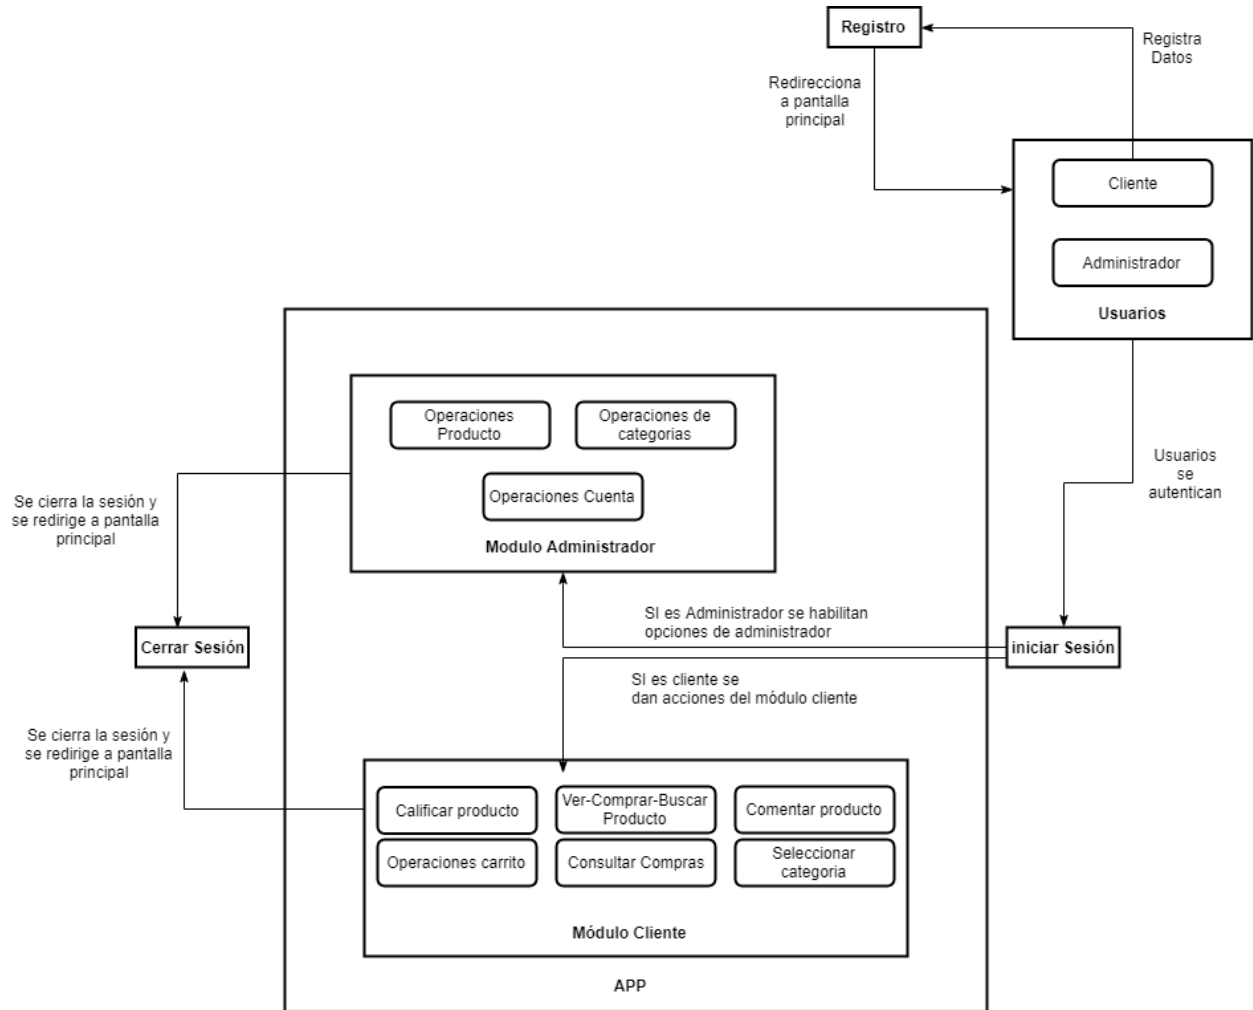 Registro
Registra
Datos
Redirecciona
a pantalla
principal
Cliente
Administrador
Usuarios
Operaciones
Producto
Operaciones de
categorias
Operaciones Cuenta
Modulo Administrador
Se cierra la sesión y
se redirige a pantalla
principal
Usuarios
se
autentican
SI es Administrador se habilitan
opciones de administrador
Cerrar Sesión
iniciar Sesión
SI es cliente se
dan acciones del módulo cliente
Se cierra la sesión y
se redirige a pantalla
principal
Calificar producto
Ver-Comprar-Buscar
Producto
Comentar producto
Operaciones carrito
Consultar Compras
Seleccionar
categoria
Módulo Cliente
APP